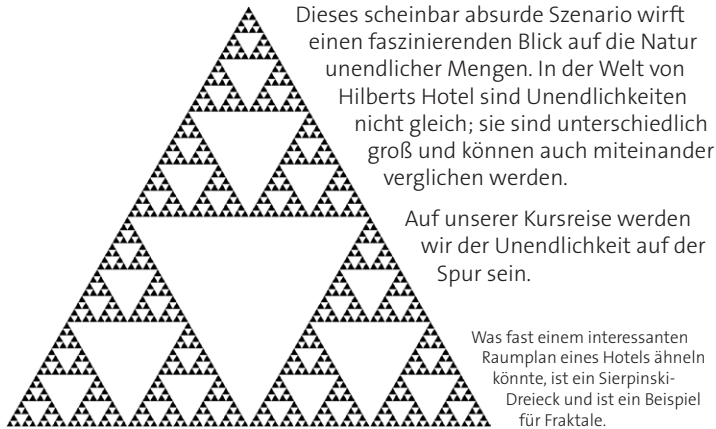 Dieses scheinbar absurde Szenario wirft
einen faszinierenden Blick auf die Natur
unendlicher Mengen. In der Welt von
Hilberts Hotel sind Unendlichkeiten
nicht gleich; sie sind unterschiedlich
groß und können auch miteinander
verglichen werden.
Auf unserer Kursreise werden
wir der Unendlichkeit auf der
Spur sein.
Was fast einem interessanten
Raumplan eines Hotels ähneln
könnte, ist ein Sierpinski-
Dreieck und ist ein Beispiel
für Fraktale.